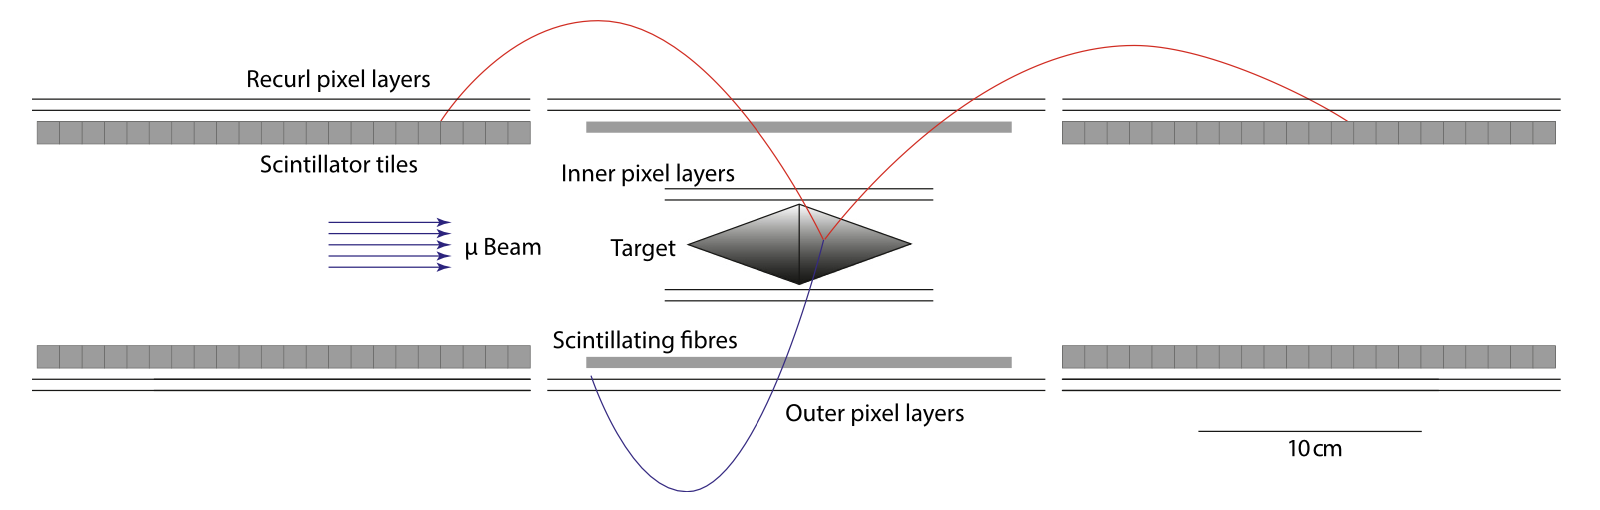 Recurl pixel layers
Scintillator tiles
Inner pixel layers
μ Beam
Target
Scintillating fibres
Outer pixel layers
10 cm